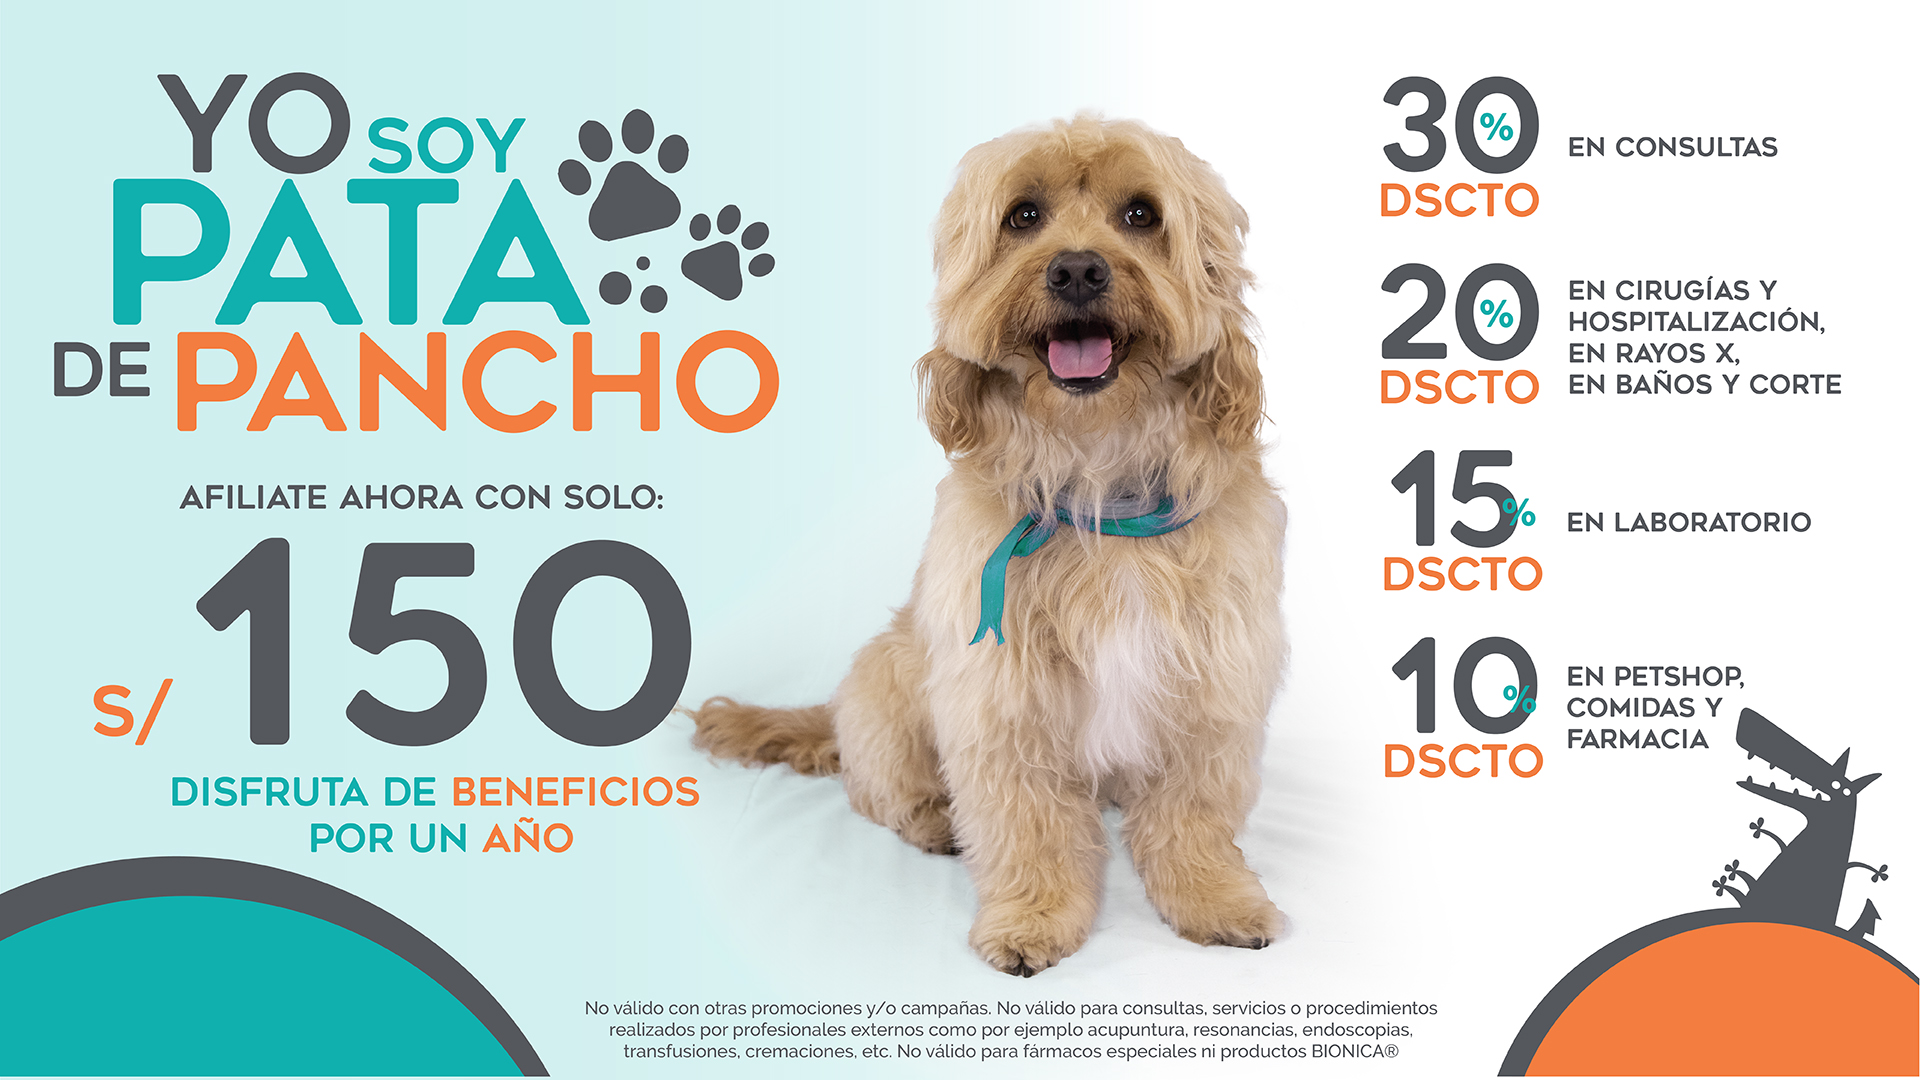 YO SOY
PATA
DE PANCHO
AFILIATE AHORA CON SOLO:
S/ 150
DISFRUTA DE BENEFICIOS
POR UN AÑO
30%
DSCTO
EN CONSULTAS
20%
DSCTO
EN CIRUGÍAS Y
HOSPITALIZACIÓN,
EN RAYOS X,
EN BAÑOS Y CORTE
15%
DSCTO
EN LABORATORIO
10%
DSCTO
EN PETSHOP,
COMIDAS Y
FARMACIA
No válido con otras promociones y/o campañas. No válido para consultas, servicios o procedimientos
realizados por profesionales externos como por ejemplo acupuntura, resonancias, endoscopias,
transfusiones, cremaciones, etc. No válido para fármacos especiales ni productos BIONICA®